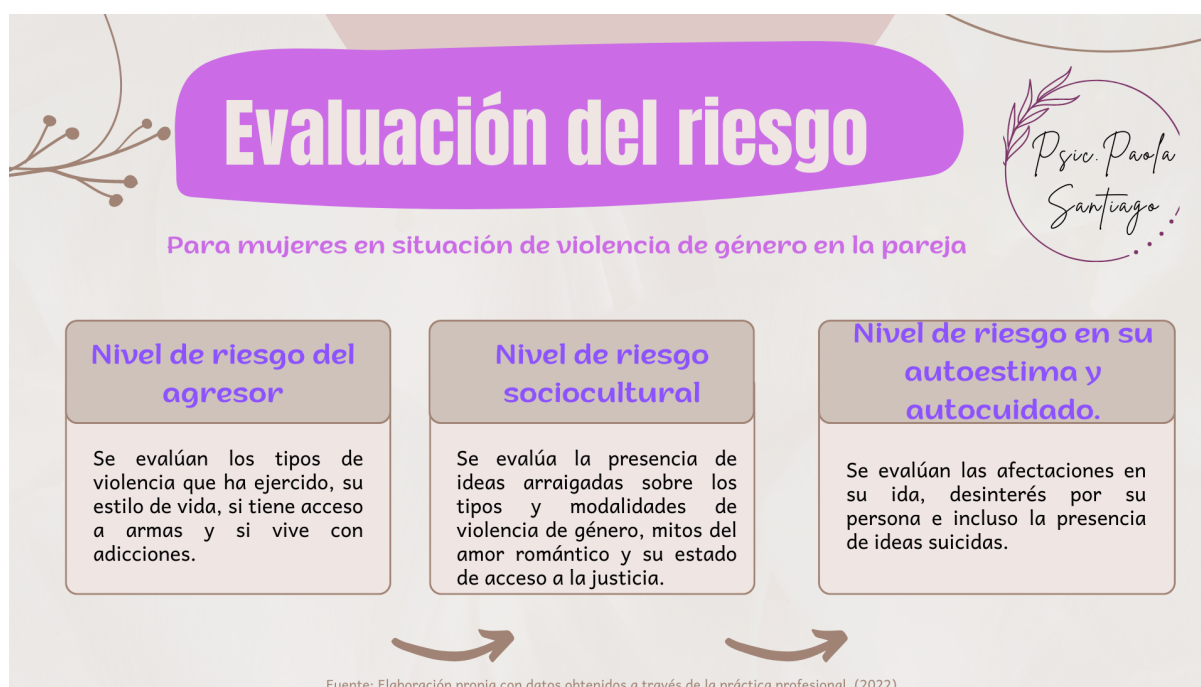 Evaluación del riesgo
Psic. Paola
Santiago
Para mujeres en situación de violencia de género en la pareja
Nivel de riesgo del
agresor
Se evalúan los tipos de
violencia que ha ejercido, su
estilo de vida, si tiene acceso
a armas y si vive con
adicciones.
Nivel de riesgo
sociocultural
Se evalúa la presencia de
ideas arraigadas sobre los
tipos y modalidades de
violencia de género, mitos del
amor romántico y su estado
de acceso a la justicia.
Nivel de riesgo en su
autoestima y
autocuidado.
Se evalúan las afectaciones en
su ida, desinterés por su
persona e incluso la presencia
de ideas suicidas.
Fuente: Elaboración propia con datos obtenidos a través de la práctica profesional. (2022)